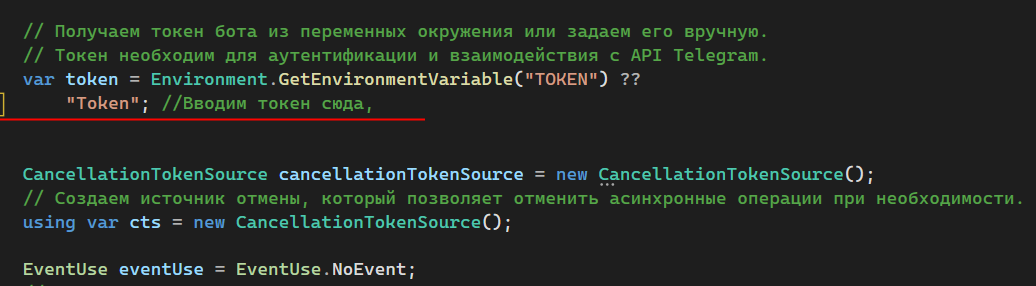 // Получаем токен бота из переменных окружения или задаем его вручную.
// Токен необходим для аутентификации и взаимодействия с API Telegram.
var token = Environment.GetEnvironmentVariable("TOKEN") ??
"Token"; //Вводим токен сюда,
CancellationTokenSource cancellationTokenSource = new CancellationTokenSource();
// Создаем источник отмены, который позволяет отменить асинхронные операции при необходимости.
using var cts = new CancellationTokenSource();
EventUse eventUse = EventUse.NoEvent;